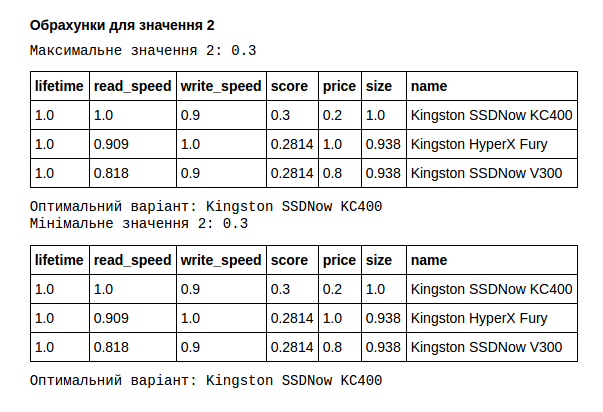 Обрахунки для значення 2
Максимальне значення 2: 0.3
lifetime read_speed write_speed score price size name
1.0 1.0 0.9 0.3 0.2 1.0 Kingston SSDNow KC400
1.0 0.909 1.0 0.2814 1.0 0.938 Kingston HyperX Fury
1.0 0.818 0.9 0.2814 0.8 0.938 Kingston SSDNow V300
Оптимальний варіант: Kingston SSDNow KC400
Мінімальне значення 2: 0.3
lifetime read_speed write_speed score price size name
1.0 1.0 0.9 0.3 0.2 1.0 Kingston SSDNow KC400
1.0 0.909 1.0 0.2814 1.0 0.938 Kingston HyperX Fury
1.0 0.818 0.9 0.2814 0.8 0.938 Kingston SSDNow V300
Оптимальний варіант: Kingston SSDNow KC400